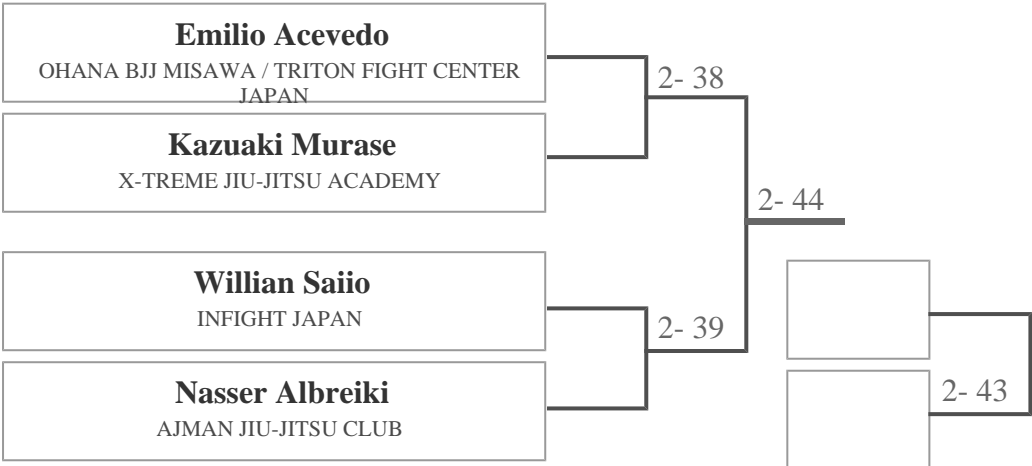 Emilio Acevedo
OHANA BJJ MISAWA / TRITON FIGHT CENTER
JAPAN
2- 38
Kazuaki Murase
X-TREME JIU-JITSU ACADEMY
2- 44
Willian Saiio
INFIGHT JAPAN
2- 39
Nasser Albreiki
AJMAN JIU-JITSU CLUB
2- 43